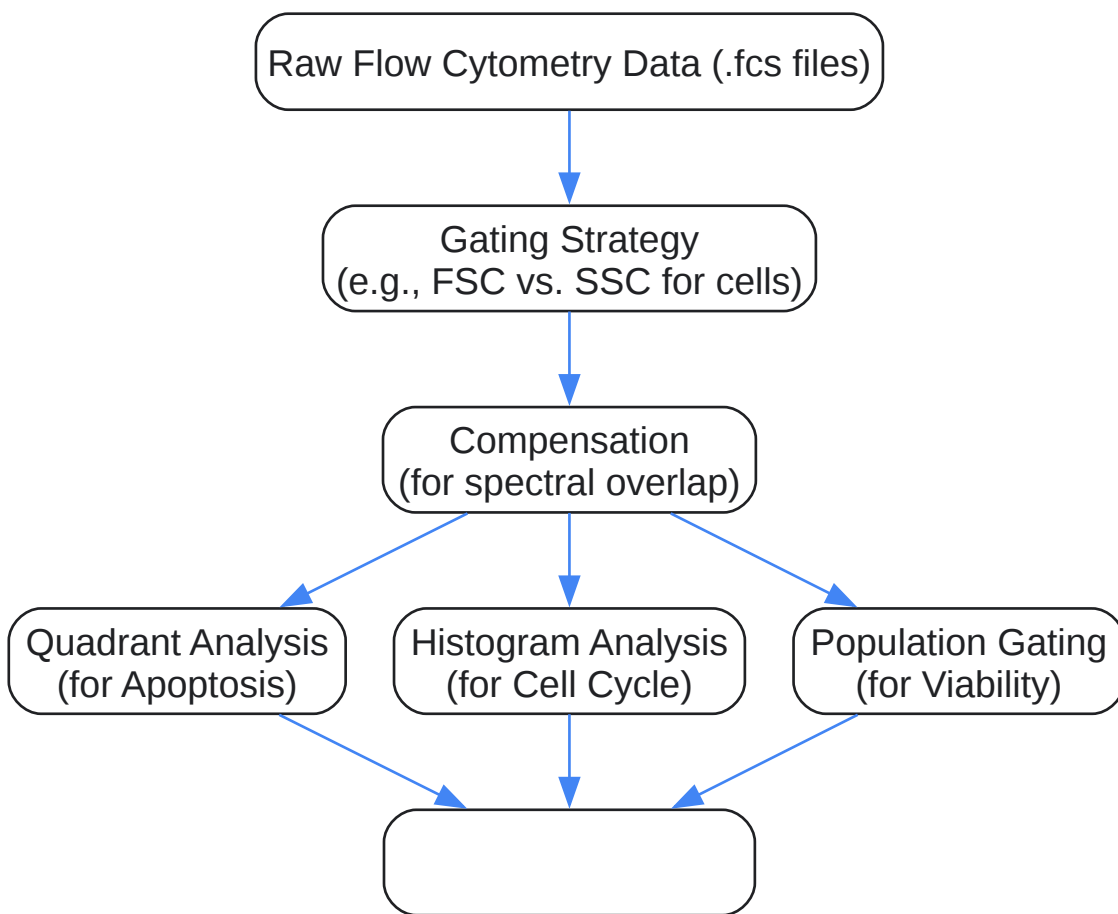 Raw Flow Cytometry Data (.fcs files)
Gating Strategy
(e.g., FSC vs. SSC for cells)
Compensation
(for spectral overlap)
Quadrant Analysis
(for Apoptosis)
Histogram Analysis
(for Cell Cycle)
Population Gating
(for Viability)